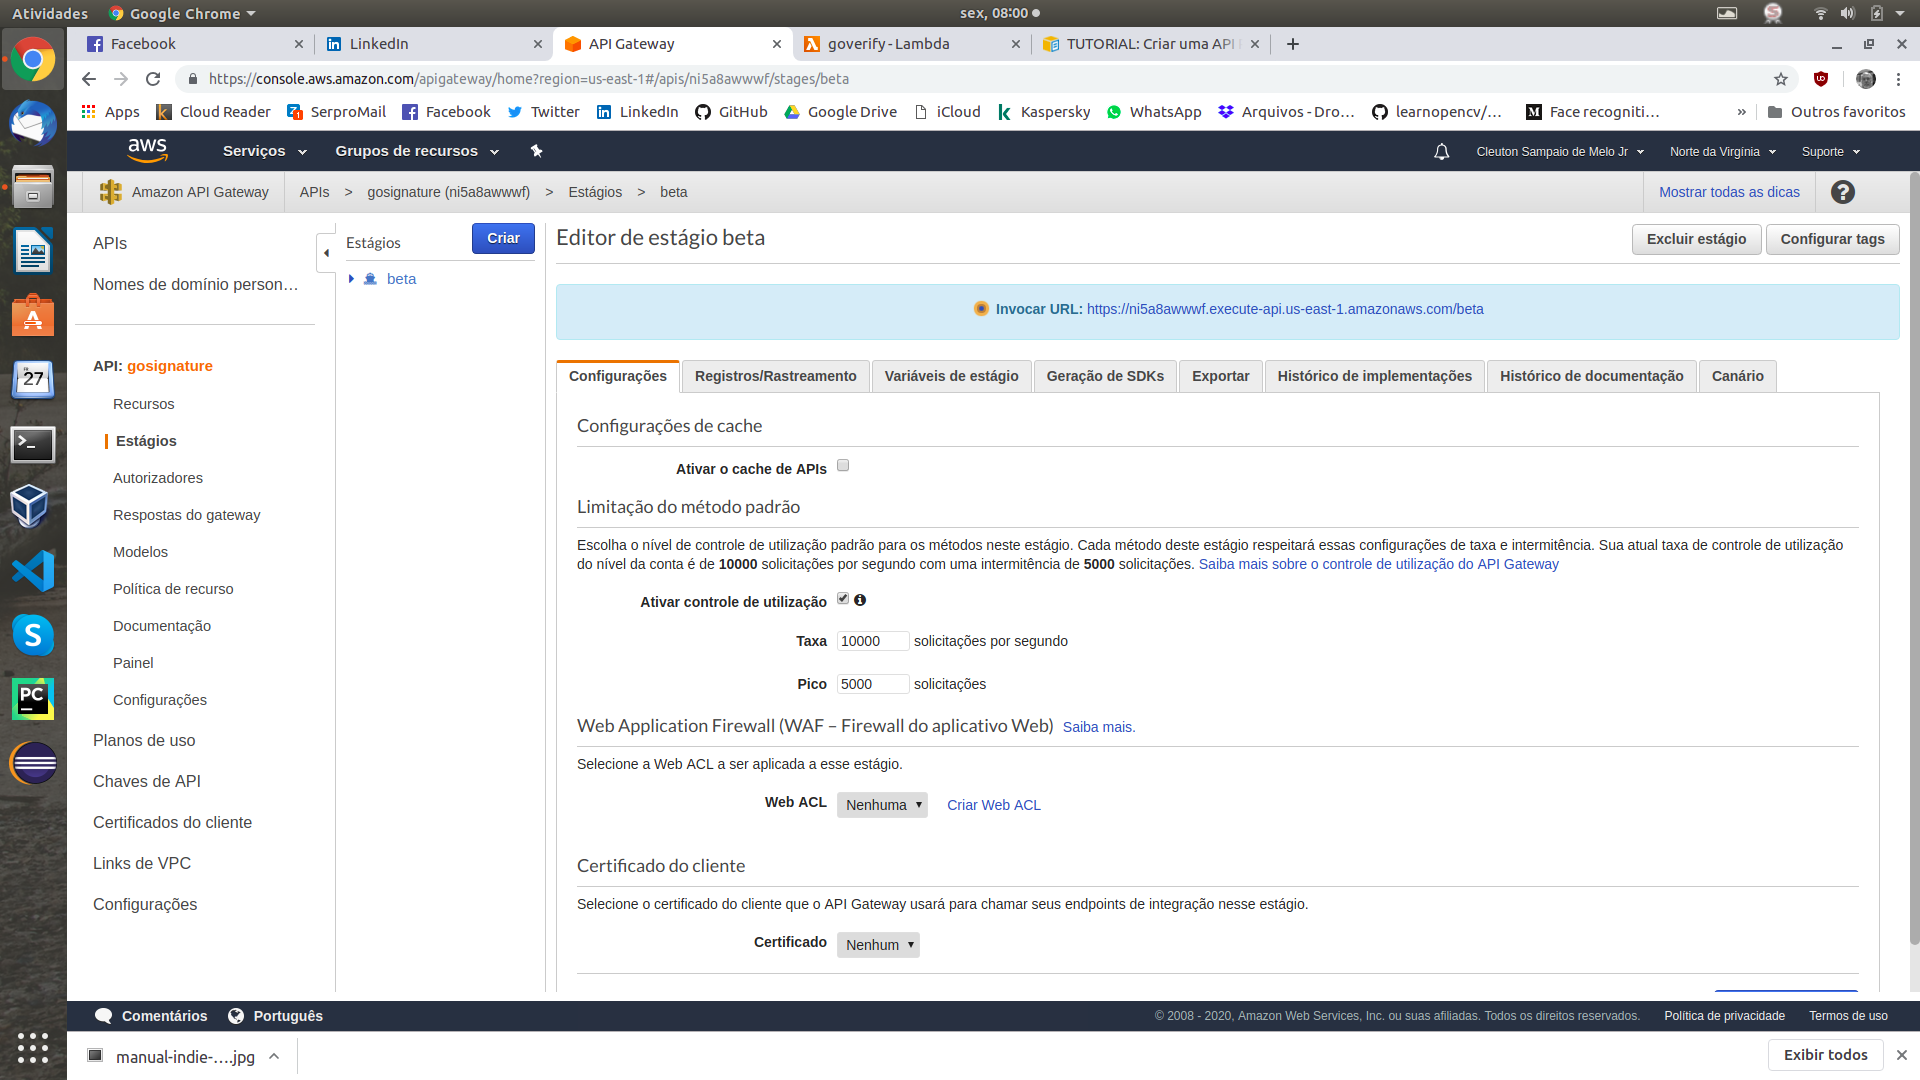 Atividades
Google Chrome
sex, 08:00
Facebook
LinkedIn
API Gateway
goverify - Lambda
TUTORIAL: Criar uma API
https://console.aws.amazon.com/apigateway/home?region=us-east-1#/apis/ni5a8awwwf/stages/beta
Apps
Cloud Reader
SerproMail
Facebook
Twitter
LinkedIn
GitHub
Google Drive
iCloud
Kaspersky
WhatsApp
Arquivos - Dro…
learnopencv/…
Face recogniti…
»
Outros favoritos
aws
Serviços
Grupos de recursos
Cleuton Sampaio de Melo Jr
Norte da Virgínia
Suporte
Amazon API Gateway
APIs > gosignature (ni5a8awwwf) > Estágios > beta
Mostrar todas as dicas
?
APIs
Nomes de domínio person…
API: gosignature
Recursos
Estágios
Autorizadores
Respostas do gateway
Modelos
Política de recurso
Documentação
Painel
Configurações
Planos de uso
Chaves de API
Certificados do cliente
Links de VPC
Configurações
Estágios
Criar
beta
Editor de estágio beta
Excluir estágio
Configurar tags
Invocar URL: https://ni5a8awwwf.execute-api.us-east-1.amazonaws.com/beta
Configurações
Registros/Rastreamento
Variáveis de estágio
Geração de SDKs
Exportar
Histórico de implementações
Histórico de documentação
Canário
Configurações de cache
Ativar o cache de APIs
Limitação do método padrão
Escolha o nível de controle de utilização padrão para os métodos neste estágio. Cada método deste estágio respeitará essas configurações de taxa e intermitência. Sua atual taxa de controle de utilização
do nível da conta é de 10000 solicitações por segundo com uma intermitência de 5000 solicitações. Saiba mais sobre o controle de utilização do API Gateway
Ativar controle de utilização
Taxa 10000 solicitações por segundo
Pico 5000 solicitações
Web Application Firewall (WAF – Firewall do aplicativo Web) Saiba mais.
Selecione a Web ACL a ser aplicada a esse estágio.
Web ACL Nenhuma Criar Web ACL
Certificado do cliente
Selecione o certificado do cliente que o API Gateway usará para chamar seus endpoints de integração nesse estágio.
Certificado Nenhum
Comentários
Português
© 2008 - 2020, Amazon Web Services, Inc. ou suas afiliadas. Todos os direitos reservados.
Política de privacidade
Termos de uso
manual-indie-....jpg
Exibir todos
27
PC